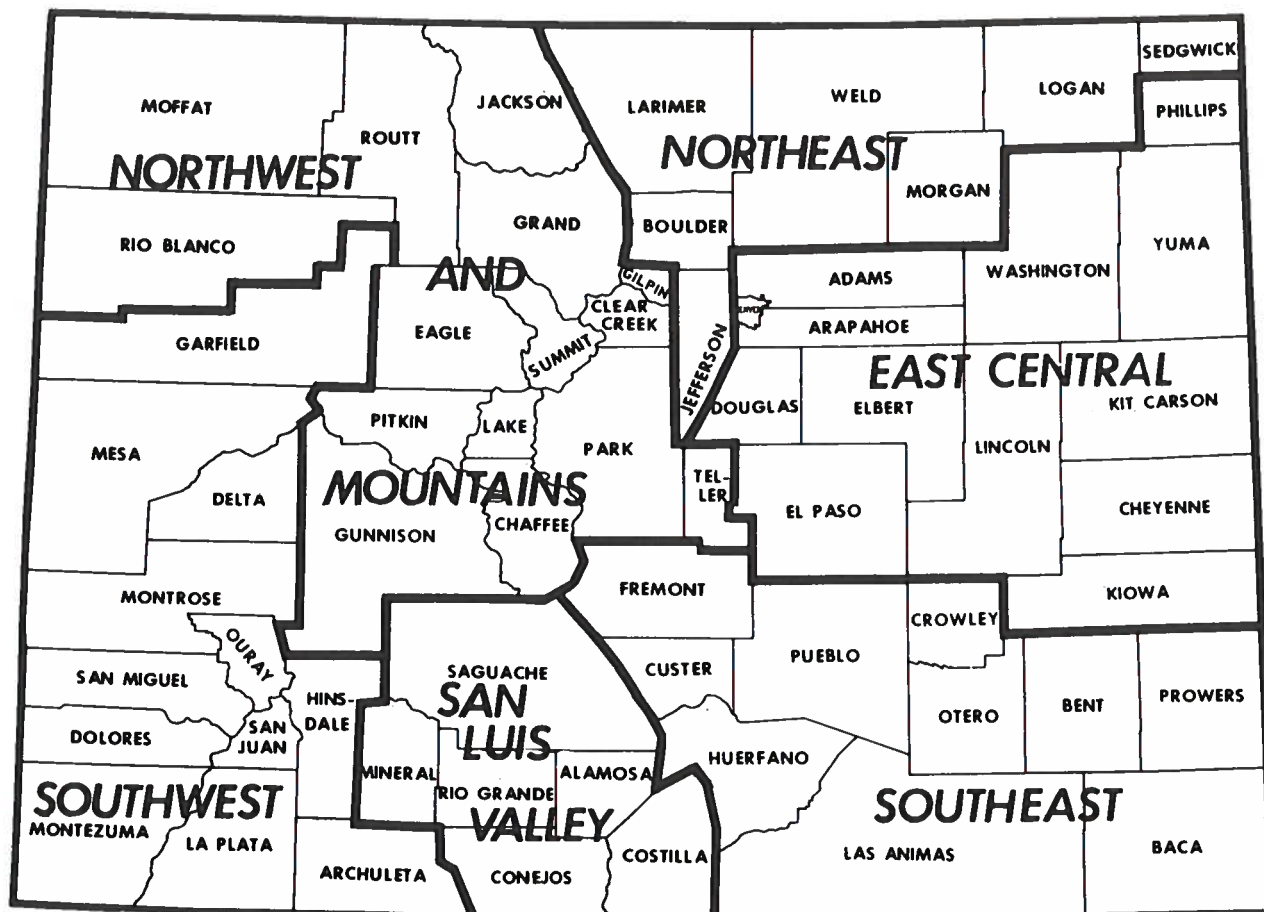 SEDGWICK
MOFFAT
JACKSON
LARIMER
WELD
LOGAN
PHILLIPS
ROUTT
NORTHWEST
NORTHEAST
MORGAN
RIO BLANCO
GRAND
BOULDER
YUMA
AND
GILPIN
ADAMS
WASHINGTON
GARFIELD
EAGLE
CLEAR
CREEK
ARAPAHOE
SUMMIT
JEFFERSON
EAST CENTRAL
MESA
PITKIN
LAKE
DOUGLAS
ELBERT
KIT CARSON
PARK
LINCOLN
DELTA
MOUNTAINS
TEL-
LER
GUNNISON
CHAFFEE
EL PASO
CHEYENNE
MONTROSE
FREMONT
CROWLEY
KIOWA
OURAY
SAN MIGUEL
HINS-
DALE
SAGUACHE
SAN
LUIS
VALLEY
CUSTER
PUEBLO
OTERO
BENT
PROWERS
DOLORES
SAN
JUAN
MINERAL
RIO GRANDE
ALAMOSA
HUERFANO
SOUTHWEST
SOUTHEAST
MONTEZUMA
LA PLATA
ARCHULETA
CONEJOS
COSTILLA
LAS ANIMAS
BACA